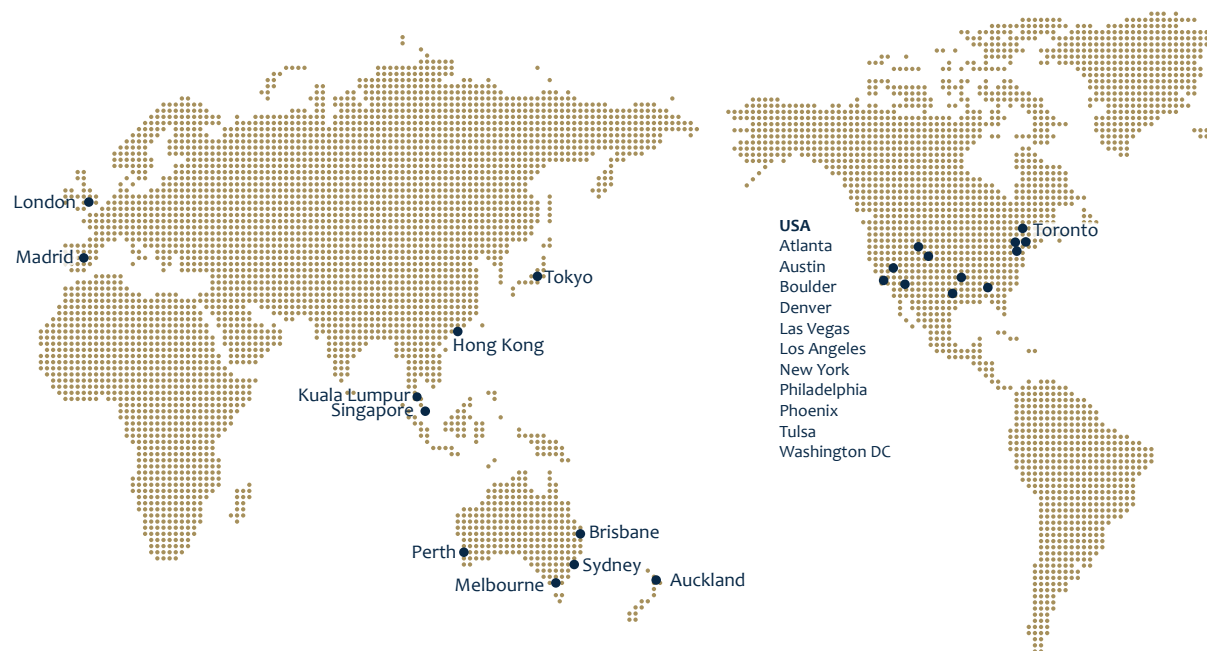 London
Madrid
Tokyo
Hong Kong
Kuala Lumpur
Singapore
Brisbane
Perth
Sydney
Melbourne
Auckland
USA
Atlanta
Austin
Boulder
Denver
Las Vegas
Los Angeles
New York
Philadelphia
Phoenix
Tulsa
Washington DC
Toronto